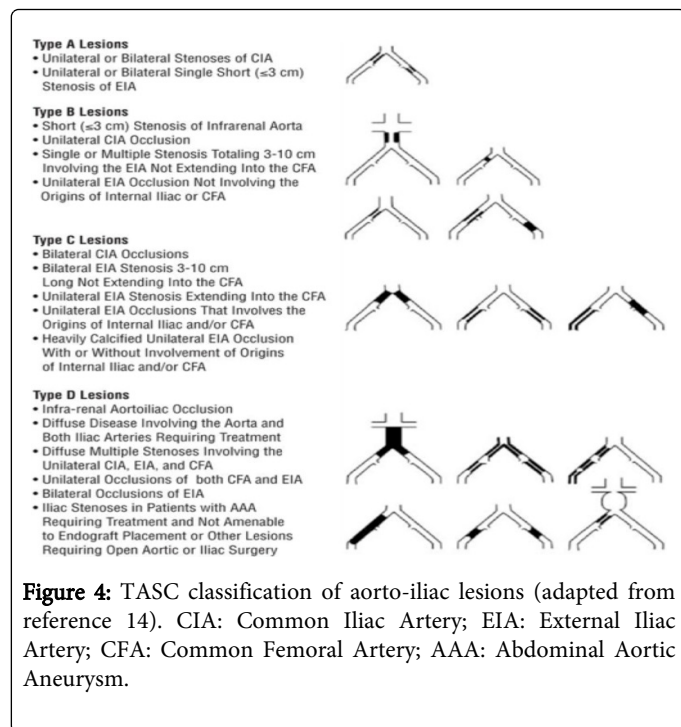 Type A Lesions
• Unilateral or Bilateral Stenoses of CIA
• Unilateral or Bilateral Single Short (≤3 cm)
Stenosis of EIA
Type B Lesions
• Short (≤3 cm) Stenosis of Infrarenal Aorta
• Unilateral CIA Occlusion
• Single or Multiple Stenosis Totaling 3-10 cm
Involving the EIA Not Extending Into the CFA
• Unilateral EIA Occlusion Not Involving the
Origins of Internal Iliac or CFA
Type C Lesions
• Bilateral CIA Occlusions
• Bilateral EIA Stenosis 3-10 cm
Long Not Extending Into the CFA
• Unilateral EIA Stenosis Extending Into the CFA
• Unilateral EIA Occlusions That Involves the
Origins of Internal Iliac and/or CFA
• Heavily Calcified Unilateral EIA Occlusion
With or Without Involvement of Origins
of Internal Iliac and/or CFA
Type D Lesions
• Infra-renal Aortoiliac Occlusion
• Diffuse Disease Involving the Aorta and
Both Iliac Arteries Requiring Treatment
• Diffuse Multiple Stenoses Involving the
Unilateral CIA, EIA, and CFA
• Unilateral Occlusions of both CFA and EIA
• Bilateral Occlusions of EIA
• Iliac Stenoses in Patients with AAA
Requiring Treatment and Not Amenable
to Endograft Placement or Other Lesions
Requiring Open Aortic or Iliac Surgery
Figure 4: TASC classification of aorto-iliac lesions (adapted from
reference 14). CIA: Common Iliac Artery; EIA: External Iliac
Artery; CFA: Common Femoral Artery; AAA: Abdominal Aortic
Aneurysm.